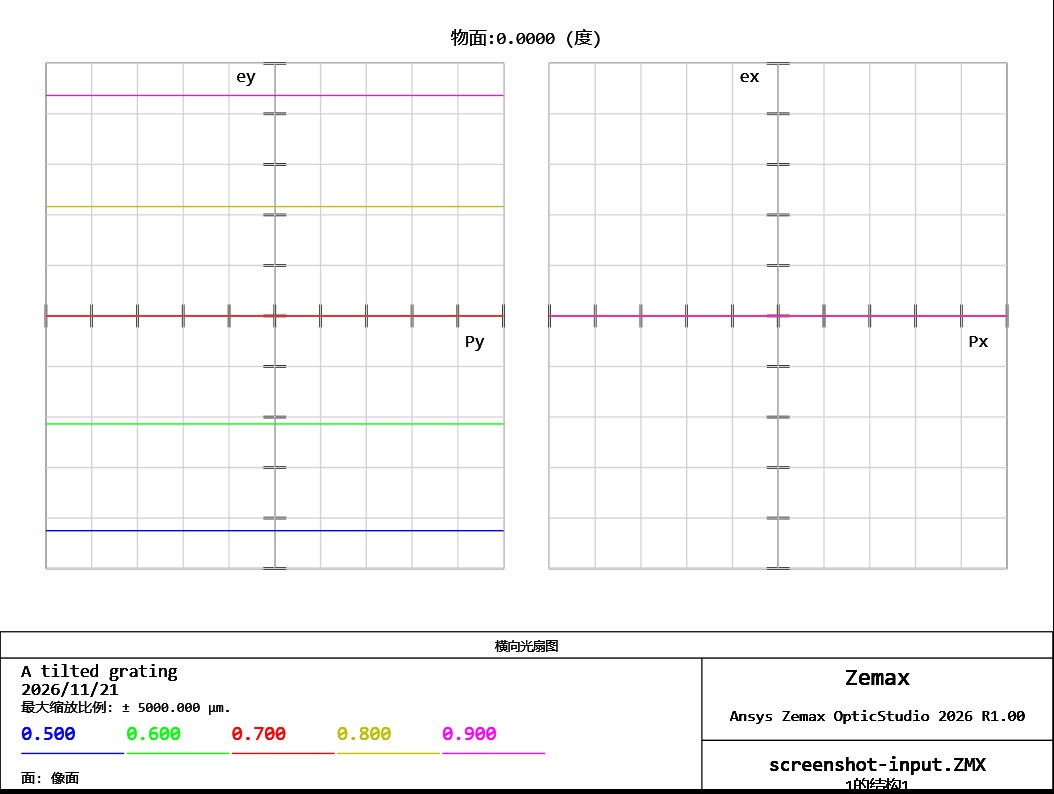 物面:0.0000 (度)
ey
ex
Py
Px
横向光扇图
A tilted grating
2026/11/21
最大缩放比例: ± 5000.000 μm.
0.500 0.600 0.700 0.800 0.900
面: 像面
Zemax
Ansys Zemax OpticStudio 2026 R1.00
screenshot-input.ZMX
1的结构1